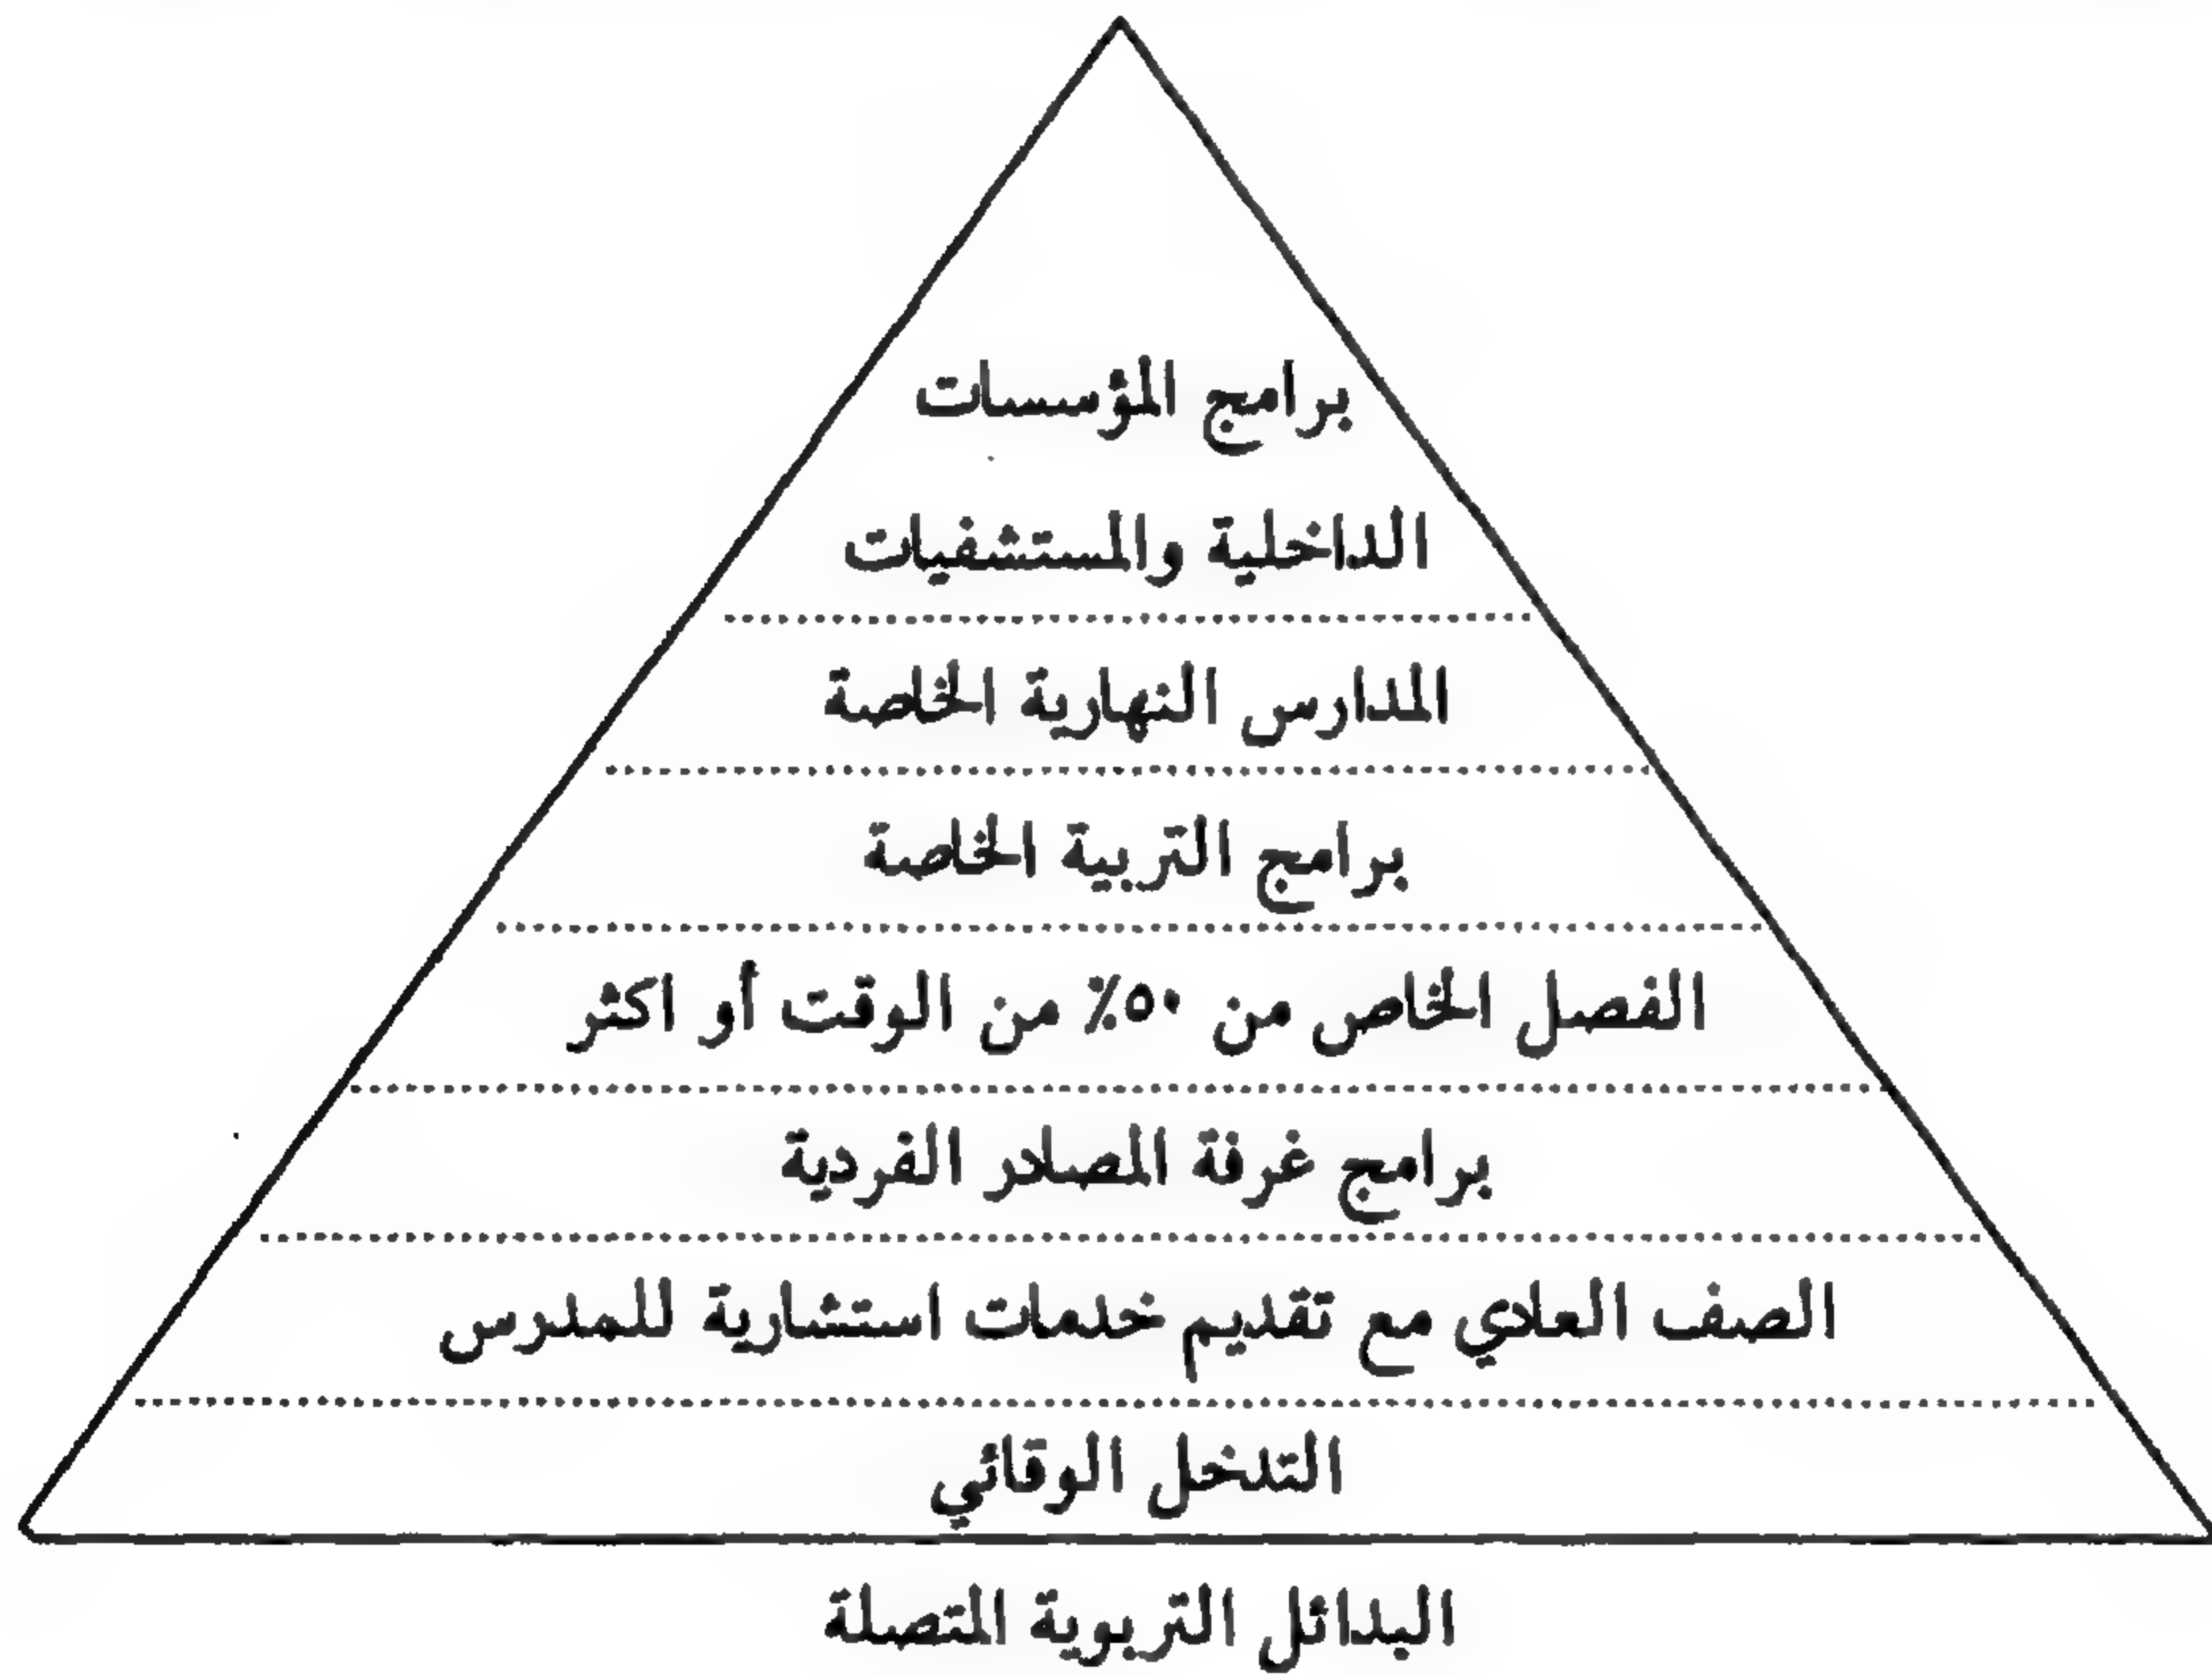 برامج المؤسسات
الداخلية والمستشفيات
المدارس النهارية الخاصة
برامج التربية الخاصة
الفصل الخاص من ٥٠٪ من الوقت أو اكثر
برامج غرفة المصادر الفردية
الصف العادي مع تقديم خدمات استشارية للمدرس
التدخل الوقائي
البدائل التربوية المتصلة